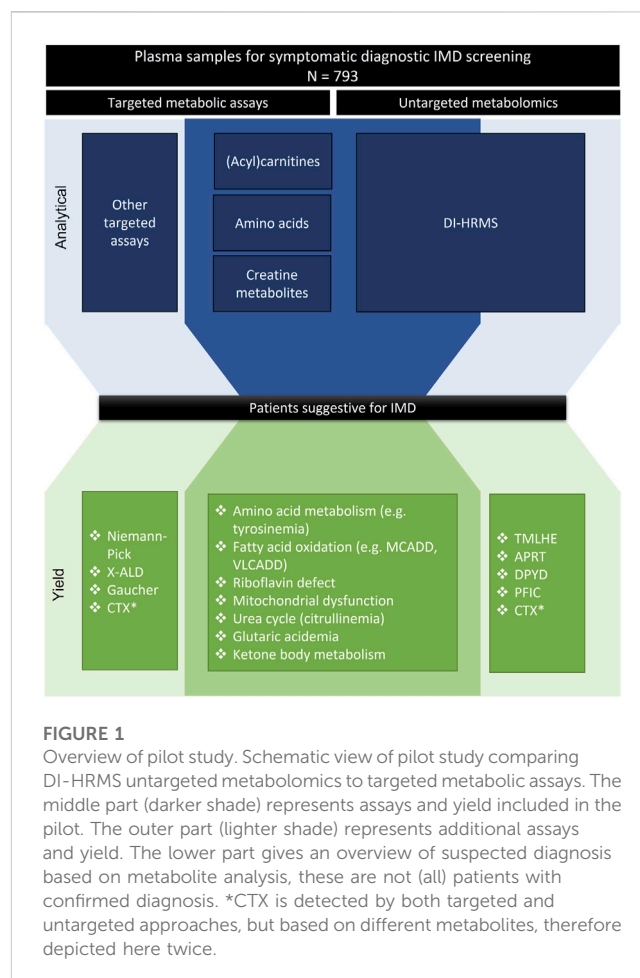 Plasma samples for symptomatic diagnostic IMD screening
N = 793
Targeted metabolic assays
Untargeted metabolomics
Analytical
Other
targeted
assays
(Acyl)carnitines
Amino acids
Creatine
metabolites
DI-HRMS
Patients suggestive for IMD
Yield
❖ Niemann-
Pick
❖ X-ALD
❖ Gaucher
❖ CTX*
❖ Amino acid metabolism (e.g.
tyrosinemia)
❖ Fatty acid oxidation (e.g. MCADD,
VLCADD)
❖ Riboflavin defect
❖ Mitochondrial dysfunction
❖ Urea cycle (citrullinemia)
❖ Glutaric acidemia
❖ Ketone body metabolism
❖ TMLHE
❖ APRT
❖ DPYD
❖ PFIC
❖ CTX*
FIGURE 1
Overview of pilot study. Schematic view of pilot study comparing
DI-HRMS untargeted metabolomics to targeted metabolic assays. The
middle part (darker shade) represents assays and yield included in the
pilot. The outer part (lighter shade) represents additional assays
and yield. The lower part gives an overview of suspected diagnosis
based on metabolite analysis, these are not (all) patients with
confirmed diagnosis. *CTX is detected by both targeted and
untargeted approaches, but based on different metabolites, therefore
depicted here twice.